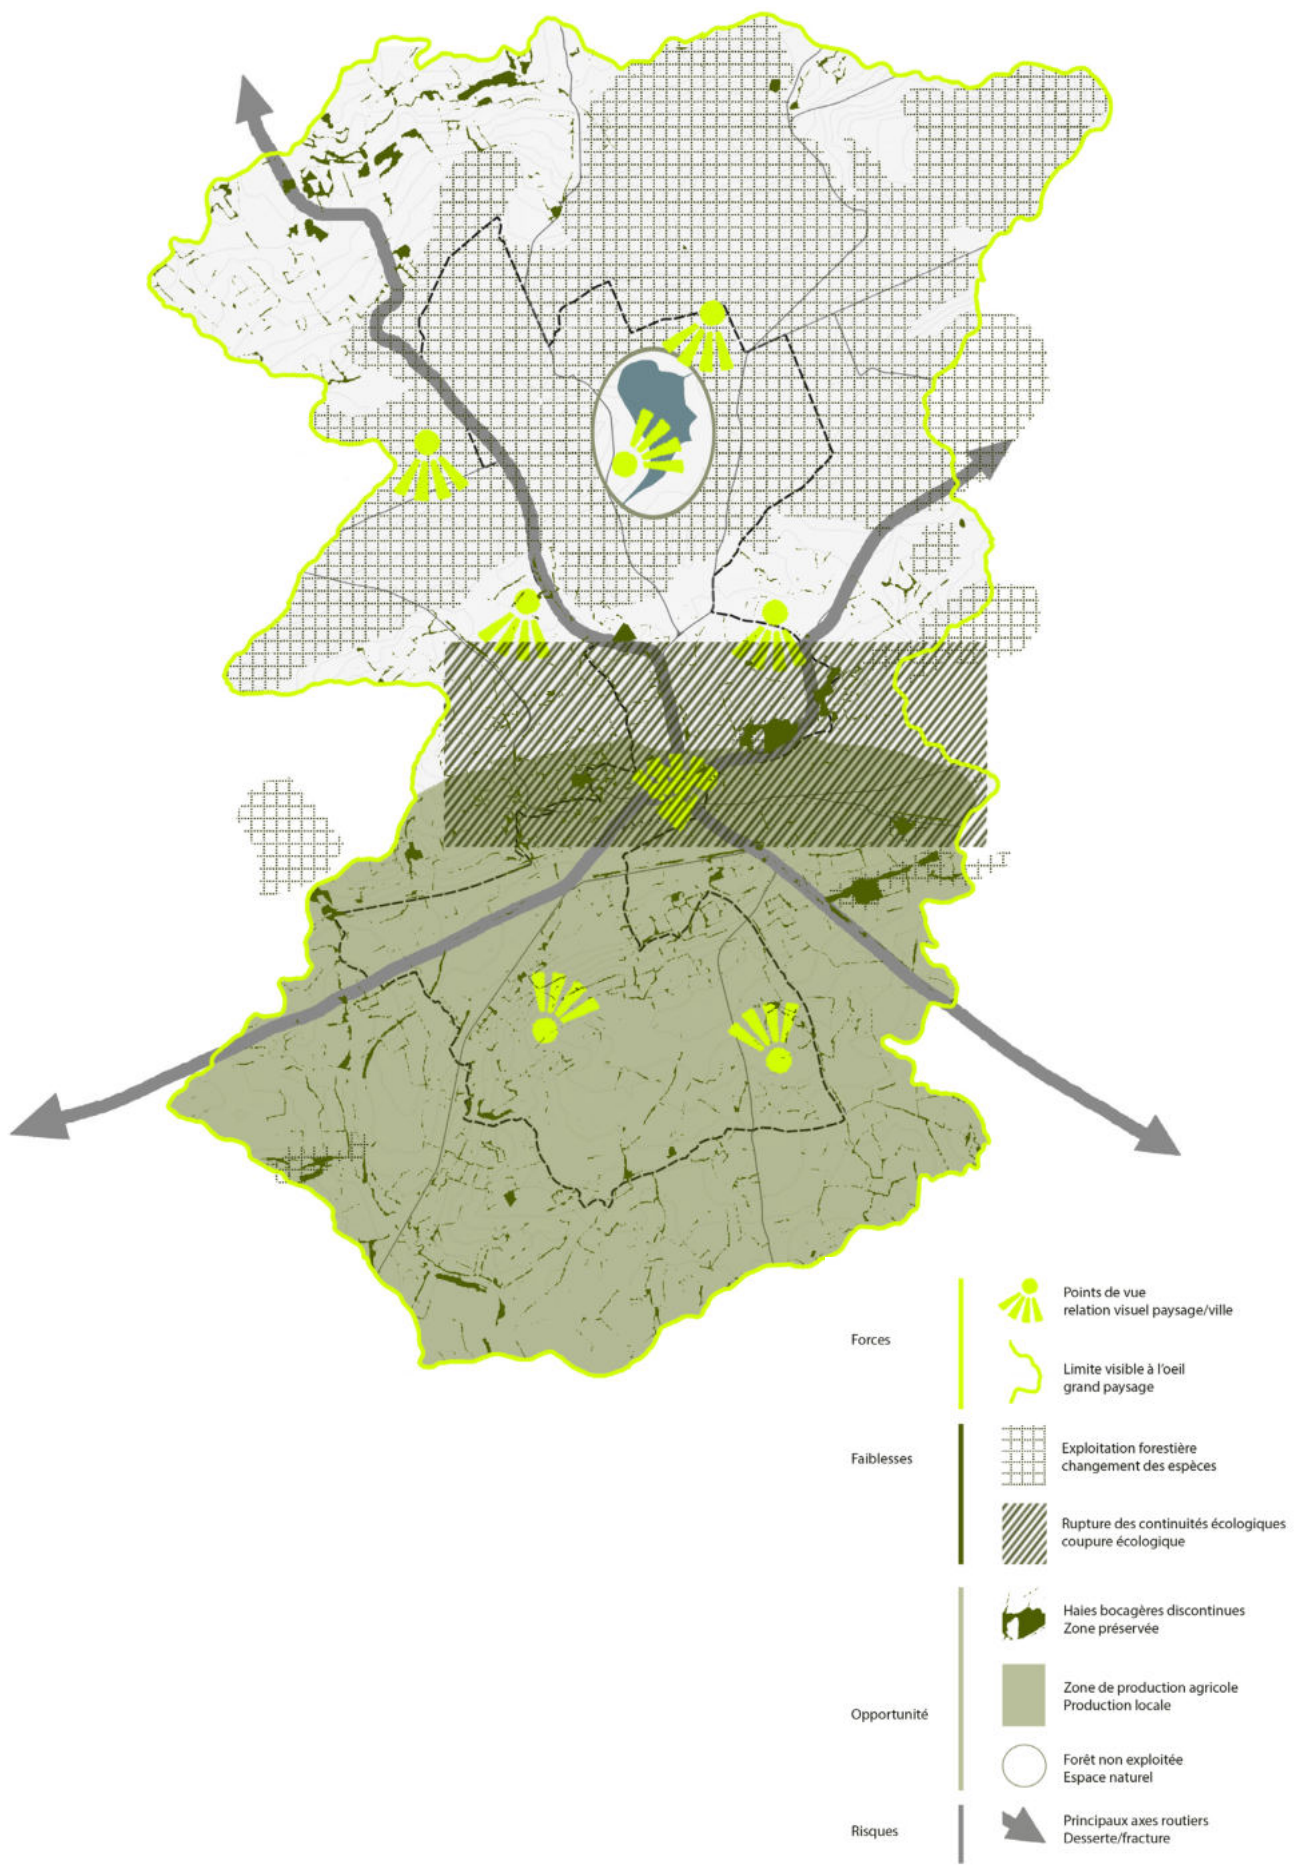 Forces
Points de vue
relation visuel paysage/ville
Limite visible à l'oeil
grand paysage
Faiblesses
Exploitation forestière
changement des espèces
Rupture des continuités écologiques
coupure écologique
Opportunité
Haies bocagères discontinues
Zone préservée
Zone de production agricole
Production locale
Forêt non exploitée
Espace naturel
Risques
Principaux axes routiers
Desserte/fracture